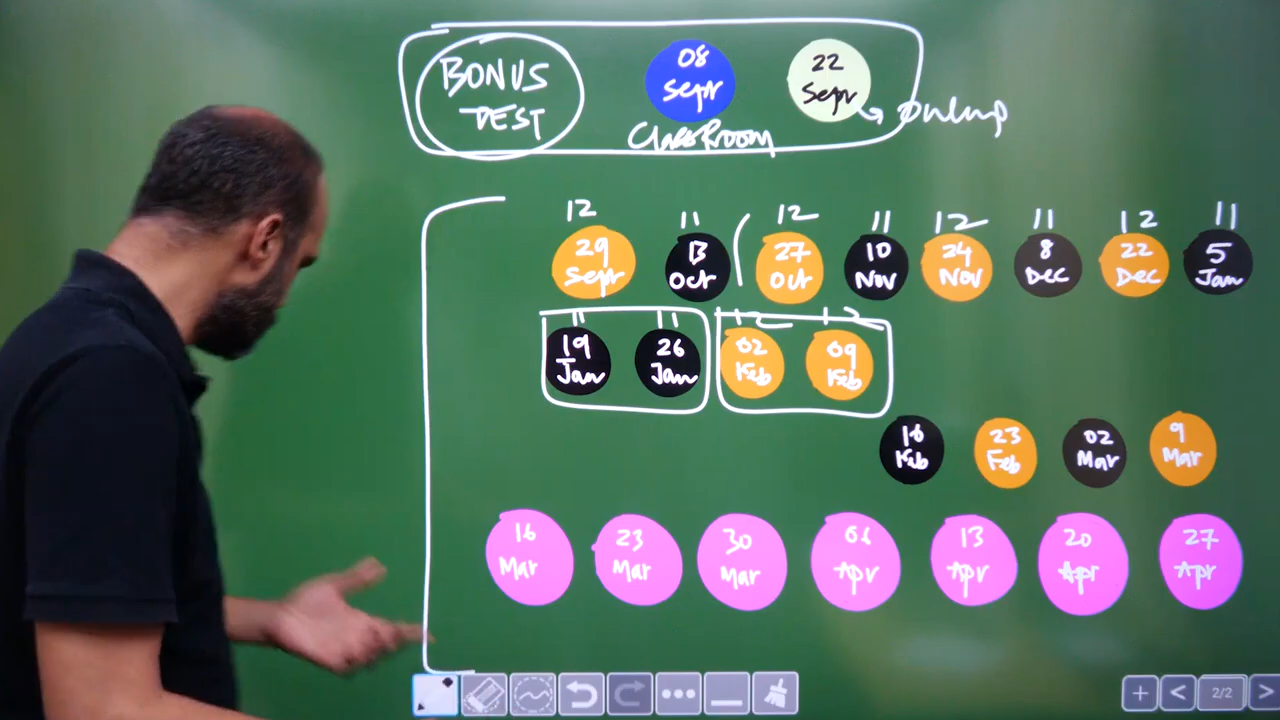 BONUS
TEST
08
Sepr
22
Sepr
Classroom
12 11 12 11 12 11 12 11
29
Sepr
13
Oct
27
Oct
10
Nov
24
Nov
8
Dec
22
Dec
5
Jan
11 11 12 12
19
Jan
26
Jan
02
Feb
09
Feb
16
Feb
23
Feb
02
Mar
9
Mar
16
Mar
23
Mar
30
Mar
06
Apr
13
Apr
20
Apr
27
Apr
2/2